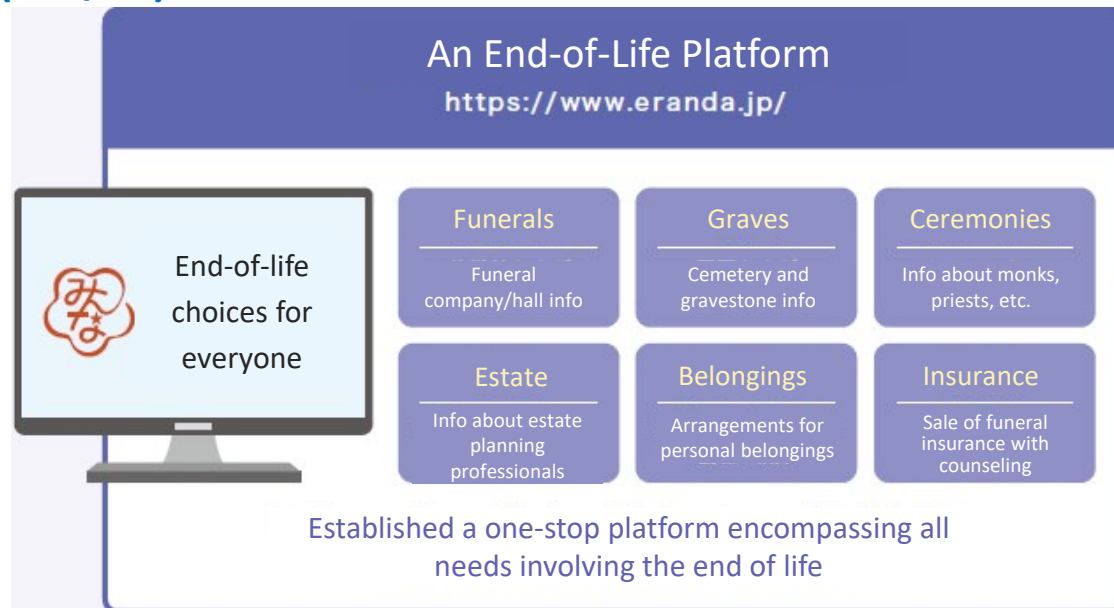 An End-of-Life Platform
https://www.eranda.jp/
みんな
End-of-life
choices for
everyone
Funerals
Funeral
company/hall info
Graves
Cemetery and
gravestone info
Ceremonies
Info about monks,
priests, etc.
Estate
Info about estate
planning
professionals
Belongings
Arrangements for
personal belongings
Insurance
Sale of funeral
insurance with
counseling
Established a one-stop platform encompassing all
needs involving the end of life